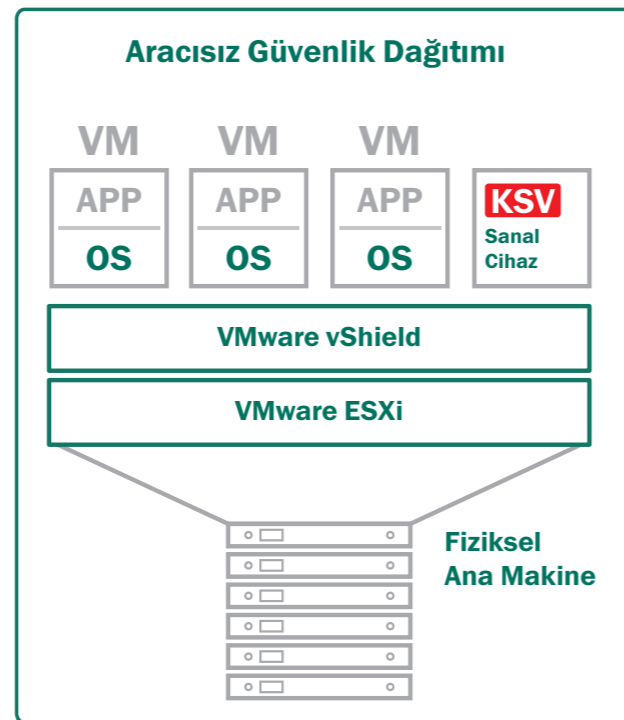 Aracısız Güvenlik Dağıtımı
VM VM VM
APP APP APP KSV
OS OS OS Sanal
Cihaz
VMware vShield
VMware ESXi
Fiziksel
Ana Makine